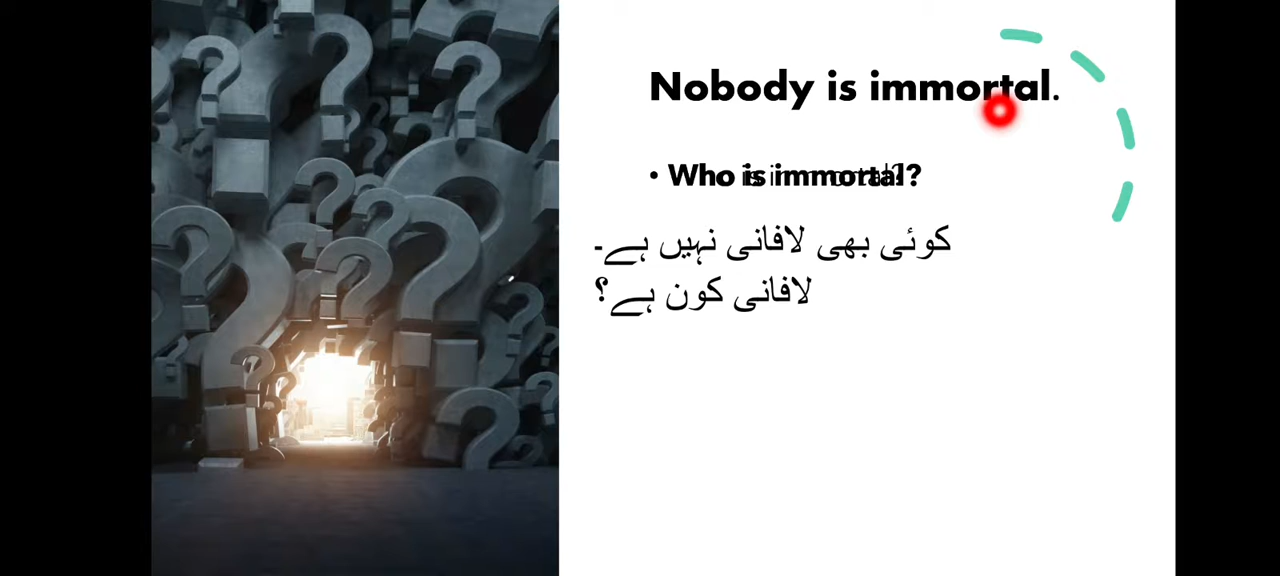 Nobody is immortal.
• Who is immortal?
کوئی بھی لافانی نہیں ہے۔
لافانی کون ہے؟